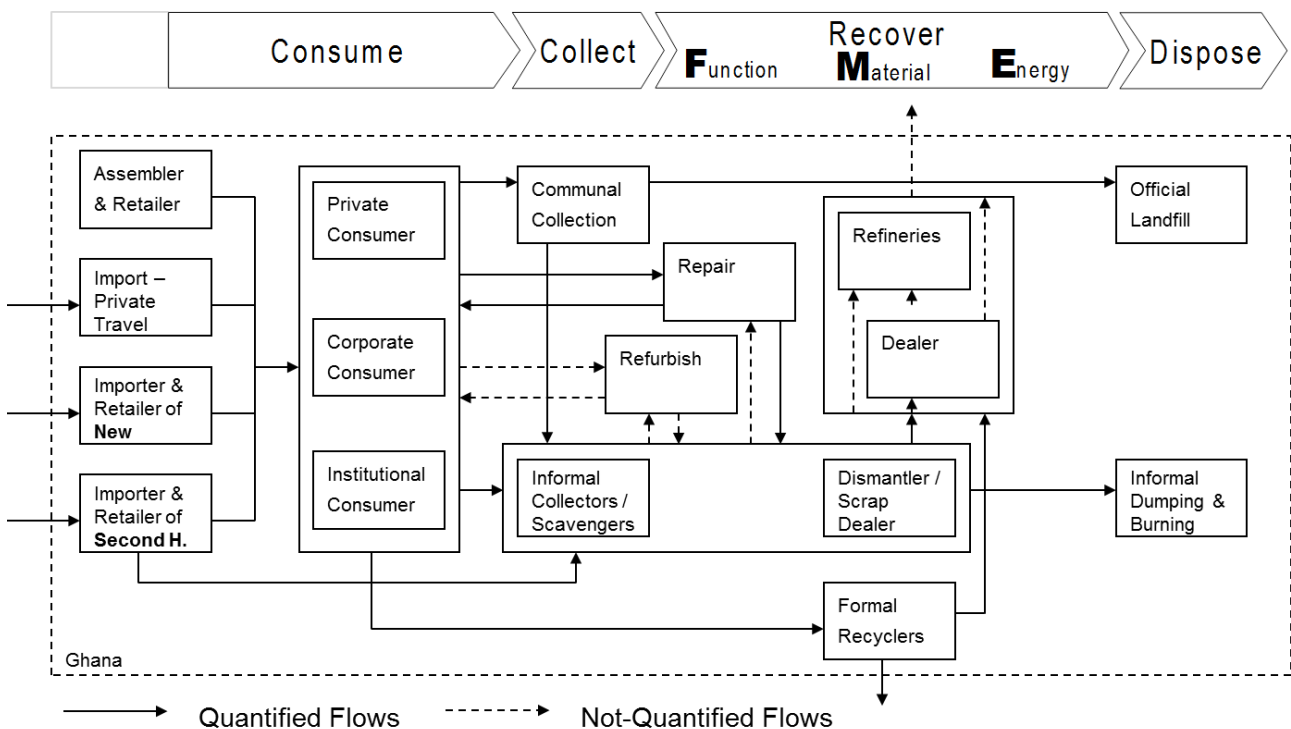 Consume
Collect
Recover
Function Material Energy
Dispose
Assembler
& Retailer
Import –
Private
Travel
Importer &
Retailer of
New
Importer &
Retailer of
Second H.
Private
Consumer
Corporate
Consumer
Institutional
Consumer
Communal
Collection
Repair
Refurbish
Informal
Collectors /
Scavengers
Refineries
Dealer
Dismantler /
Scrap
Dealer
Formal
Recyclers
Official
Landfill
Informal
Dumping &
Burning
Ghana
Quantified Flows
Not-Quantified Flows